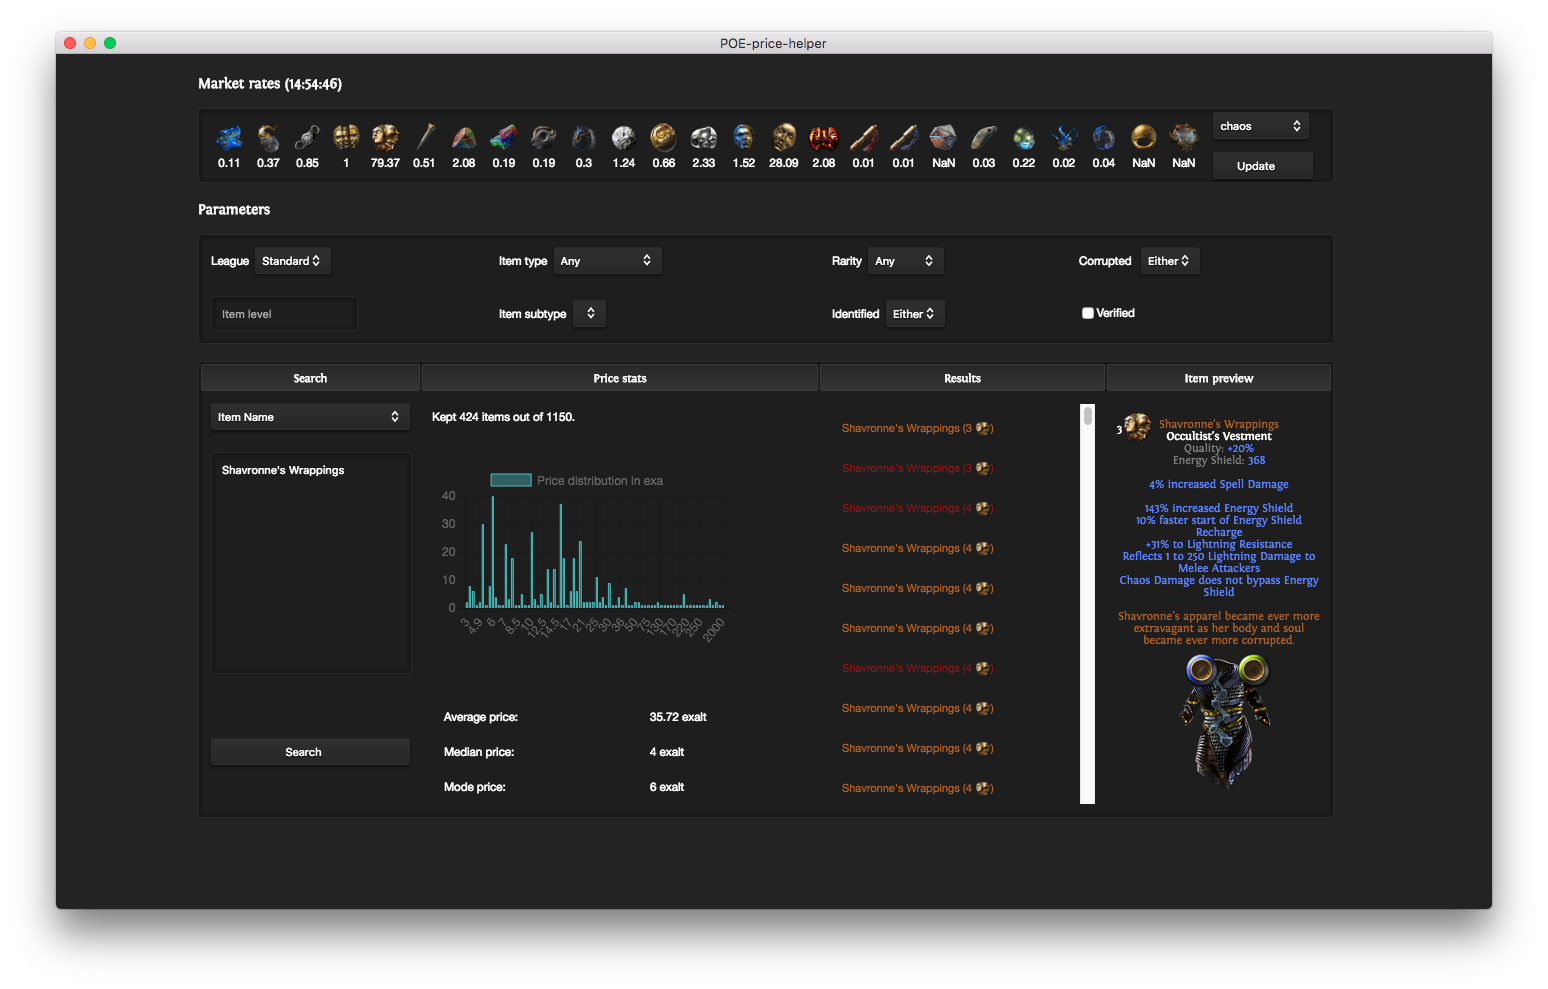 POE-price-helper
Market rates (14:54:46)
0.11 0.37 0.85 1 79.37 0.51 2.08 0.19 0.19 0.3 1.24 0.66 2.33 1.52 28.09 2.08 0.01 0.01 NaN 0.03 0.22 0.02 0.04 NaN NaN
chaos
Update
Parameters
League Standard Item type Any Rarity Any Corrupted Either
Item level Item subtype Identified Either Verified
Search Price stats Results Item preview
Item Name
Shavronne's Wrappings
Search
Kept 424 items out of 1150.
Price distribution in exa
40
30
20
10
0
3 4.9 6 7 8.5 10 12.5 14.5 17 21 25 30 36 50 75 130 170 220 250 2000
Average price: 35.72 exalt
Median price: 4 exalt
Mode price: 6 exalt
Shavronne's Wrappings (3 )
Shavronne's Wrappings (3 )
Shavronne's Wrappings (4 )
Shavronne's Wrappings (4 )
Shavronne's Wrappings (4 )
Shavronne's Wrappings (4 )
Shavronne's Wrappings (4 )
Shavronne's Wrappings (4 )
Shavronne's Wrappings (4 )
Shavronne's Wrappings (4 )
3
Shavronne's Wrappings
Occultist's Vestment
Quality: +20%
Energy Shield: 368
4% increased Spell Damage
143% increased Energy Shield
10% faster start of Energy Shield
Recharge
+31% to Lightning Resistance
Reflects 1 to 250 Lightning Damage to
Melee Attackers
Chaos Damage does not bypass Energy
Shield
Shavronne's apparel became ever more
extravagant as her body and soul
became ever more corrupted.